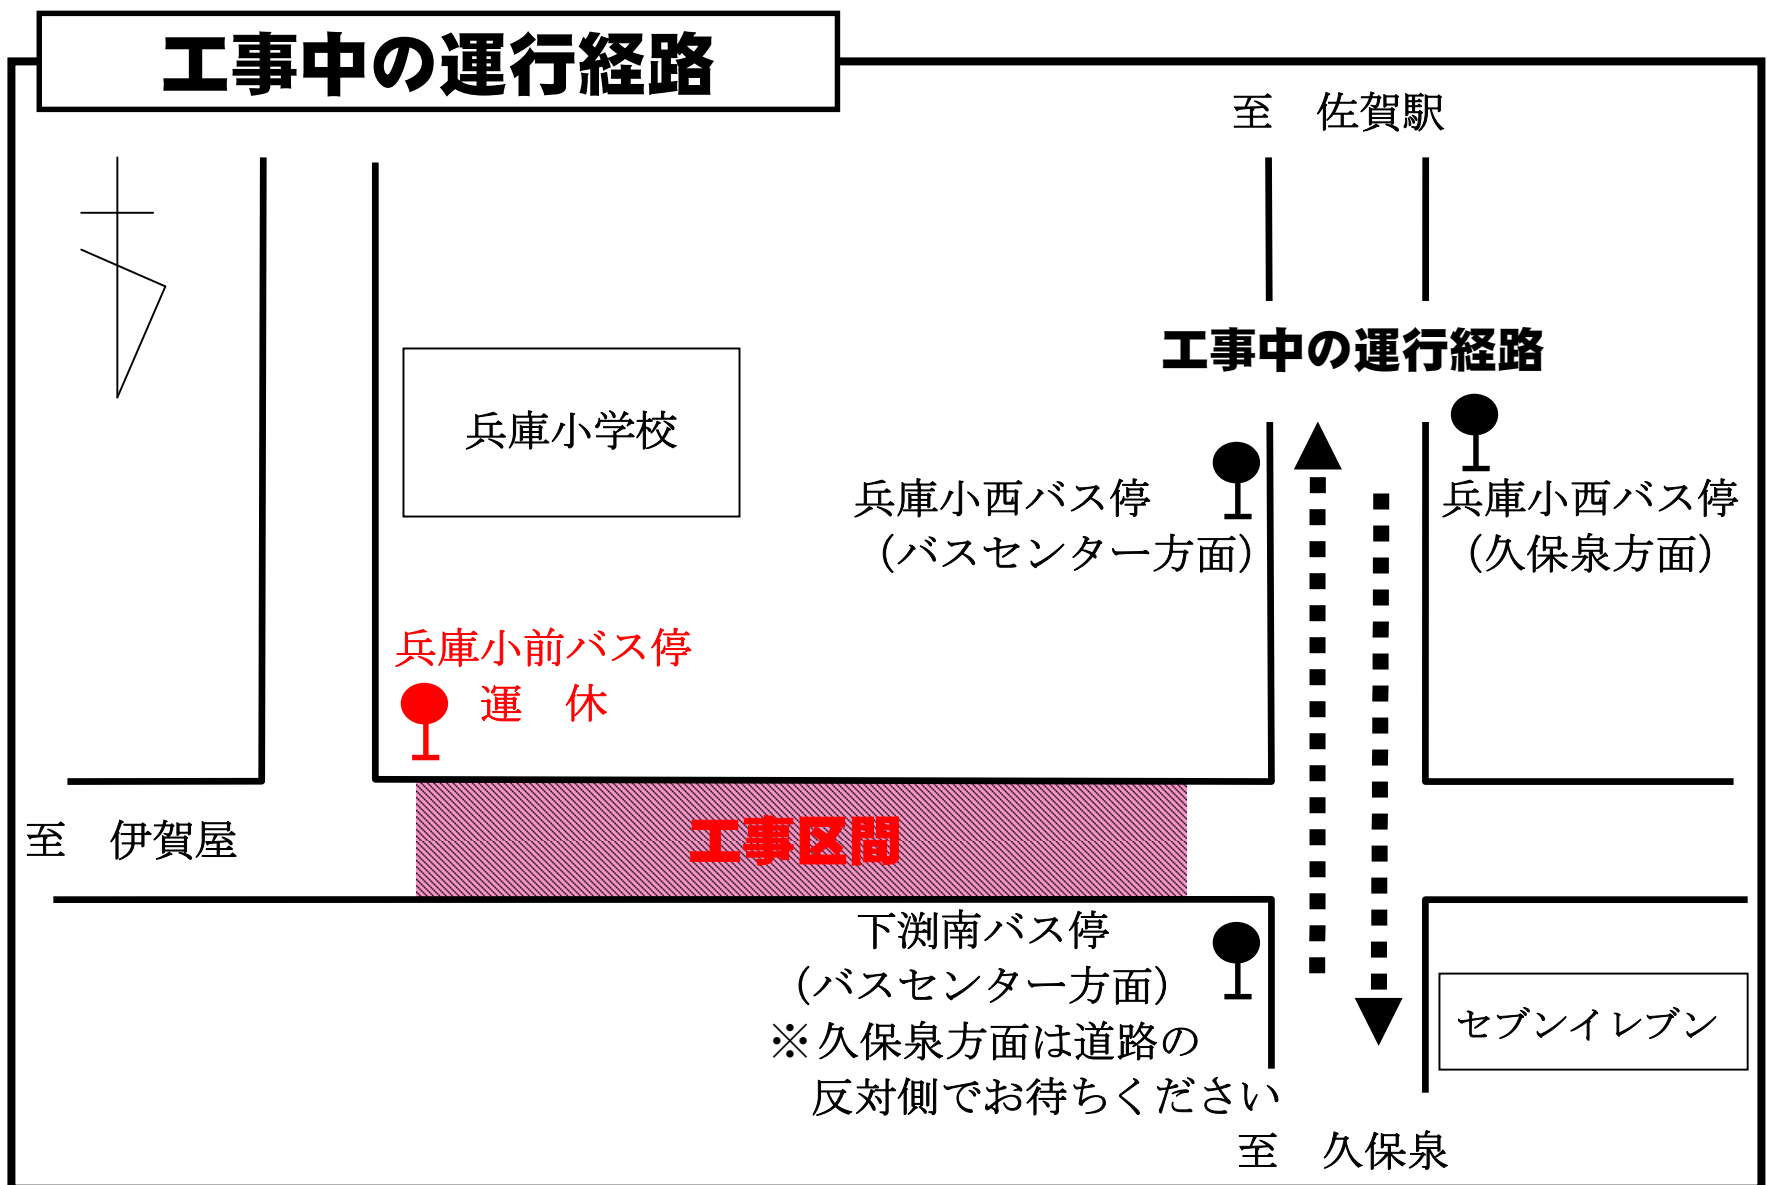 工事中の運行経路
至　佐賀駅
工事中の運行経路
兵庫小学校
兵庫小西バス停
（バスセンター方面）
兵庫小西バス停
（久保泉方面）
兵庫小前バス停
運　休
至　伊賀屋
工事区間
下渕南バス停
（バスセンター方面）
※久保泉方面は道路の
反対側でお待ちください
セブンイレブン
至　久保泉